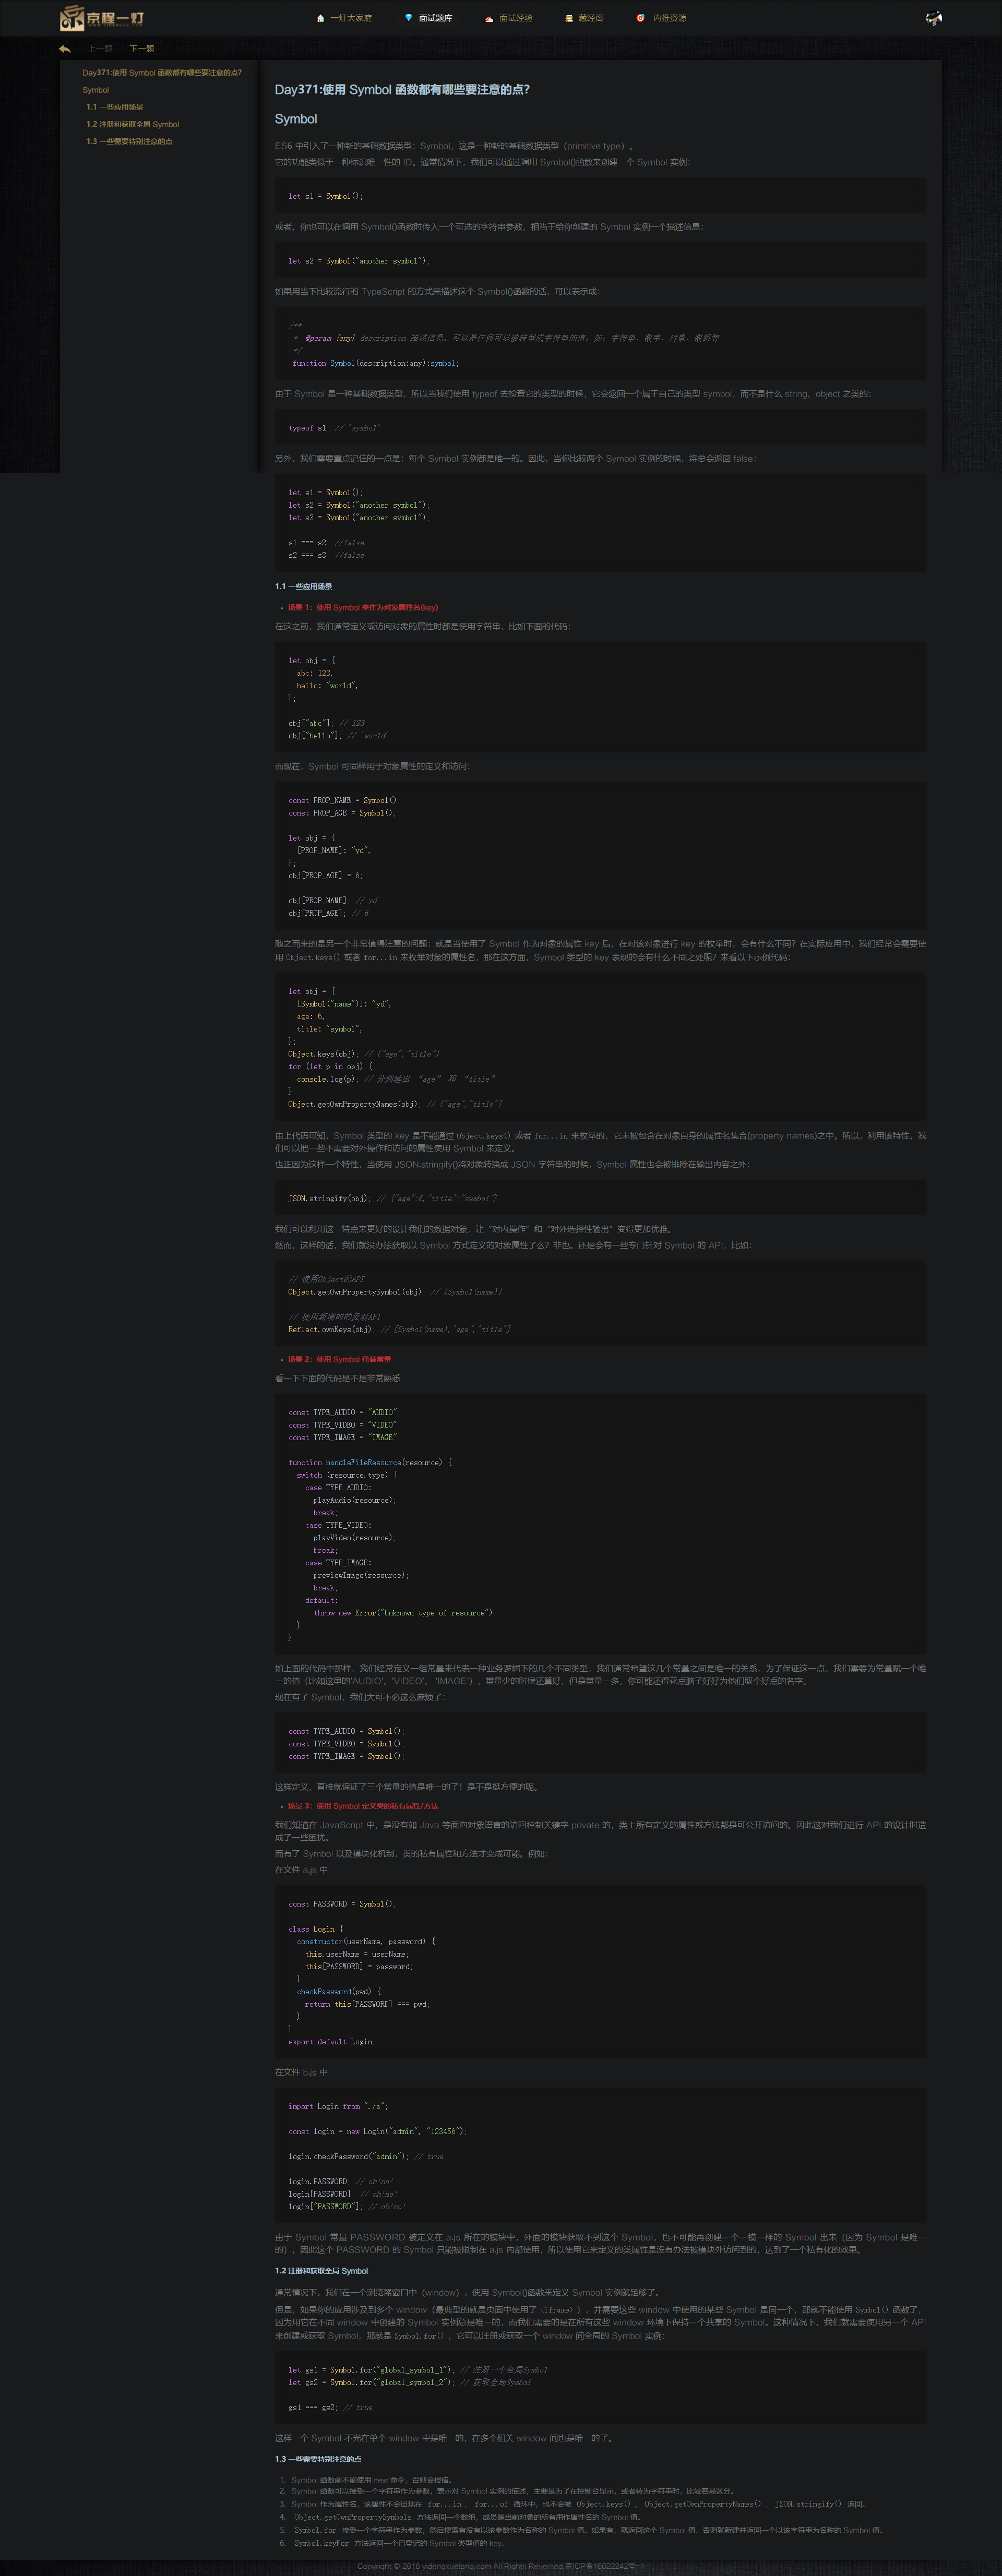 京程一灯
一灯大家庭
面试题库
面试经验
藏经阁
内推资源
上一题
下一题
Day371:使用 Symbol 函数都有哪些要注意的点?
Symbol
1.1 一些应用场景
1.2 注册和获取全局 Symbol
1.3 一些需要特别注意的点
Day371:使用 Symbol 函数都有哪些要注意的点?
Symbol
ES6 中引入了一种新的基础数据类型：Symbol，这是一种新的基础数据类型（primitive type）。
它的功能类似于一种标识唯一性的 ID。通常情况下，我们可以通过调用 Symbol()函数来创建一个 Symbol 实例：
let s1 = Symbol();
或者，你也可以在调用 Symbol()函数时传入一个可选的字符串参数，相当于给你创建的 Symbol 实例一个描述信息：
let s2 = Symbol("another symbol");
如果用当下比较流行的 TypeScript 的方式来描述这个 Symbol()函数的话，可以表示成：
/**
* @param {any} description 描述信息。可以是任何可以被转型成字符串的值，如：字符串、数字、对象、数组等
*/
function Symbol(description:any):symbol;
由于 Symbol 是一种基础数据类型，所以当我们使用 typeof 去检查它的类型的时候，它会返回一个属于自己的类型 symbol，而不是什么 string、object 之类的：
typeof s1; // 'symbol'
另外，我们需要重点记住的一点是：每个 Symbol 实例都是唯一的。因此，当你比较两个 Symbol 实例的时候，将总会返回 false：
let s1 = Symbol();
let s2 = Symbol("another symbol");
let s3 = Symbol("another symbol");
s1 === s2; //false
s2 === s3; //false
1.1 一些应用场景
• 场景 1：使用 Symbol 来作为对象属性名(key)
在这之前，我们通常定义或访问对象的属性时都是使用字符串，比如下面的代码：
let obj = {
abc: 123,
hello: "world",
};
obj["abc"]; // 123
obj["hello"]; // 'world'
而现在，Symbol 可同样用于对象属性的定义和访问：
const PROP_NAME = Symbol();
const PROP_AGE = Symbol();
let obj = {
[PROP_NAME]: "yd",
};
obj[PROP_AGE] = 6;
obj[PROP_NAME]; // yd
obj[PROP_AGE]; // 6
随之而来的是另一个非常值得注意的问题：就是当使用了 Symbol 作为对象的属性 key 后，在对该对象进行 key 的枚举时，会有什么不同？在实际应用中，我们经常会需要使
用 Object.keys() 或者 for...in 来枚举对象的属性名，那在这方面，Symbol 类型的 key 表现的会有什么不同之处呢？来看以下示例代码：
let obj = {
[Symbol("name")]: "yd",
age: 6,
title: "symbol",
};
Object.keys(obj); // ["age","title"]
for (let p in obj) {
console.log(p); // 分别输出 “age” 和 “title”
}
Object.getOwnPropertyNames(obj); // ["age","title"]
由上代码可知，Symbol 类型的 key 是不能通过 Object.keys() 或者 for...in 来枚举的，它未被包含在对象自身的属性名集合(property names)之中。所以，利用该特性，我
们可以把一些不需要对外操作和访问的属性使用 Symbol 来定义。
也正因为这样一个特性，当使用 JSON.stringify()将对象转换成 JSON 字符串的时候，Symbol 属性也会被排除在输出内容之外：
JSON.stringify(obj); // {"age":6,"title":"symbol"}
我们可以利用这一特点来更好的设计我们的数据对象，让“对内操作”和“对外选择性输出”变得更加优雅。
然而，这样的话，我们就没办法获取以 Symbol 方式定义的对象属性了么？非也。还是会有一些专门针对 Symbol 的 API，比如：
// 使用Object的API
Object.getOwnPropertySymbol(obj); // [Symbol(name)]
// 使用新增的的反射API
Reflect.ownKeys(obj); // [Symbol(name),"age","title"]
• 场景 2：使用 Symbol 代替常量
看一下下面的代码是不是非常熟悉
const TYPE_AUDIO = "AUDIO";
const TYPE_VIDEO = "VIDEO";
const TYPE_IMAGE = "IMAGE";
function handleFileResource(resource) {
switch (resource.type) {
case TYPE_AUDIO:
playAudio(resource);
break;
case TYPE_VIDEO:
playVideo(resource);
break;
case TYPE_IMAGE:
previewImage(resource);
break;
default:
throw new Error("Unknown type of resource");
}
}
如上面的代码中那样，我们经常定义一组常量来代表一种业务逻辑下的几个不同类型，我们通常希望这几个常量之间是唯一的关系，为了保证这一点，我们需要为常量赋一个唯
一的值（比如这里的'AUDIO'、'VIDEO'、 'IMAGE'），常量少的时候还算好，但是常量一多，你可能还得花点脑子好好为他们取个好点的名字。
现在有了 Symbol，我们大可不必这么麻烦了：
const TYPE_AUDIO = Symbol();
const TYPE_VIDEO = Symbol();
const TYPE_IMAGE = Symbol();
这样定义，直接就保证了三个常量的值是唯一的了！是不是挺方便的呢。
• 场景 3：使用 Symbol 定义类的私有属性/方法
我们知道在 JavaScript 中，是没有如 Java 等面向对象语言的访问控制关键字 private 的，类上所有定义的属性或方法都是可公开访问的。因此这对我们进行 API 的设计时造
成了一些困扰。
而有了 Symbol 以及模块化机制，类的私有属性和方法才变成可能。例如：
在文件 a.js 中
const PASSWORD = Symbol();
class Login {
constructor(userName, password) {
this.userName = userName;
this[PASSWORD] = password;
}
checkPassword(pwd) {
return this[PASSWORD] === pwd;
}
}
export default Login;
在文件 b.js 中
import Login from "./a";
const login = new Login("admin", "123456");
login.checkPassword("admin"); // true
login.PASSWORD; // oh!no!
login[PASSWORD]; // oh!no!
login["PASSWORD"]; // oh!no!
由于 Symbol 常量 PASSWORD 被定义在 a.js 所在的模块中，外面的模块获取不到这个 Symbol，也不可能再创建一个一模一样的 Symbol 出来（因为 Symbol 是唯一
的），因此这个 PASSWORD 的 Symbol 只能被限制在 a.js 内部使用，所以使用它来定义的类属性是没有办法被模块外访问到的，达到了一个私有化的效果。
1.2 注册和获取全局 Symbol
通常情况下，我们在一个浏览器窗口中（window），使用 Symbol()函数来定义 Symbol 实例就足够了。
但是，如果你的应用涉及到多个 window（最典型的就是页面中使用了 <iframe> ），并需要这些 window 中使用的某些 Symbol 是同一个，那就不能使用 Symbol() 函数了，
因为用它在不同 window 中创建的 Symbol 实例总是唯一的，而我们需要的是在所有这些 window 环境下保持一个共享的 Symbol。这种情况下，我们就需要使用另一个 API
来创建或获取 Symbol，那就是 Symbol.for() ，它可以注册或获取一个 window 间全局的 Symbol 实例：
let gs1 = Symbol.for("global_symbol_1"); // 注册一个全局Symbol
let gs2 = Symbol.for("global_symbol_2"); // 获取全局Symbol
gs1 === gs2; // true
这样一个 Symbol 不光在单个 window 中是唯一的，在多个相关 window 间也是唯一的了。
1.3 一些需要特别注意的点
1. Symbol 函数前不能使用 new 命令，否则会报错。
2. Symbol 函数可以接受一个字符串作为参数，表示对 Symbol 实例的描述，主要是为了在控制台显示，或者转为字符串时，比较容易区分。
3. Symbol 作为属性名，该属性不会出现在 for...in 、 for...of 循环中，也不会被 Object.keys() 、 Object.getOwnPropertyNames() 、 JSON.stringify() 返回。
4. Object.getOwnPropertySymbols 方法返回一个数组，成员是当前对象的所有用作属性名的 Symbol 值。
5. Symbol.for 接受一个字符串作为参数，然后搜索有没有以该参数作为名称的 Symbol 值。如果有，就返回这个 Symbol 值，否则就新建并返回一个以该字符串为名称的 Symbol 值。
6. Symbol.keyFor 方法返回一个已登记的 Symbol 类型值的 key。
Copyright © 2016 yidengxuetang.com All Rights Reversed.京ICP备16022242号-1